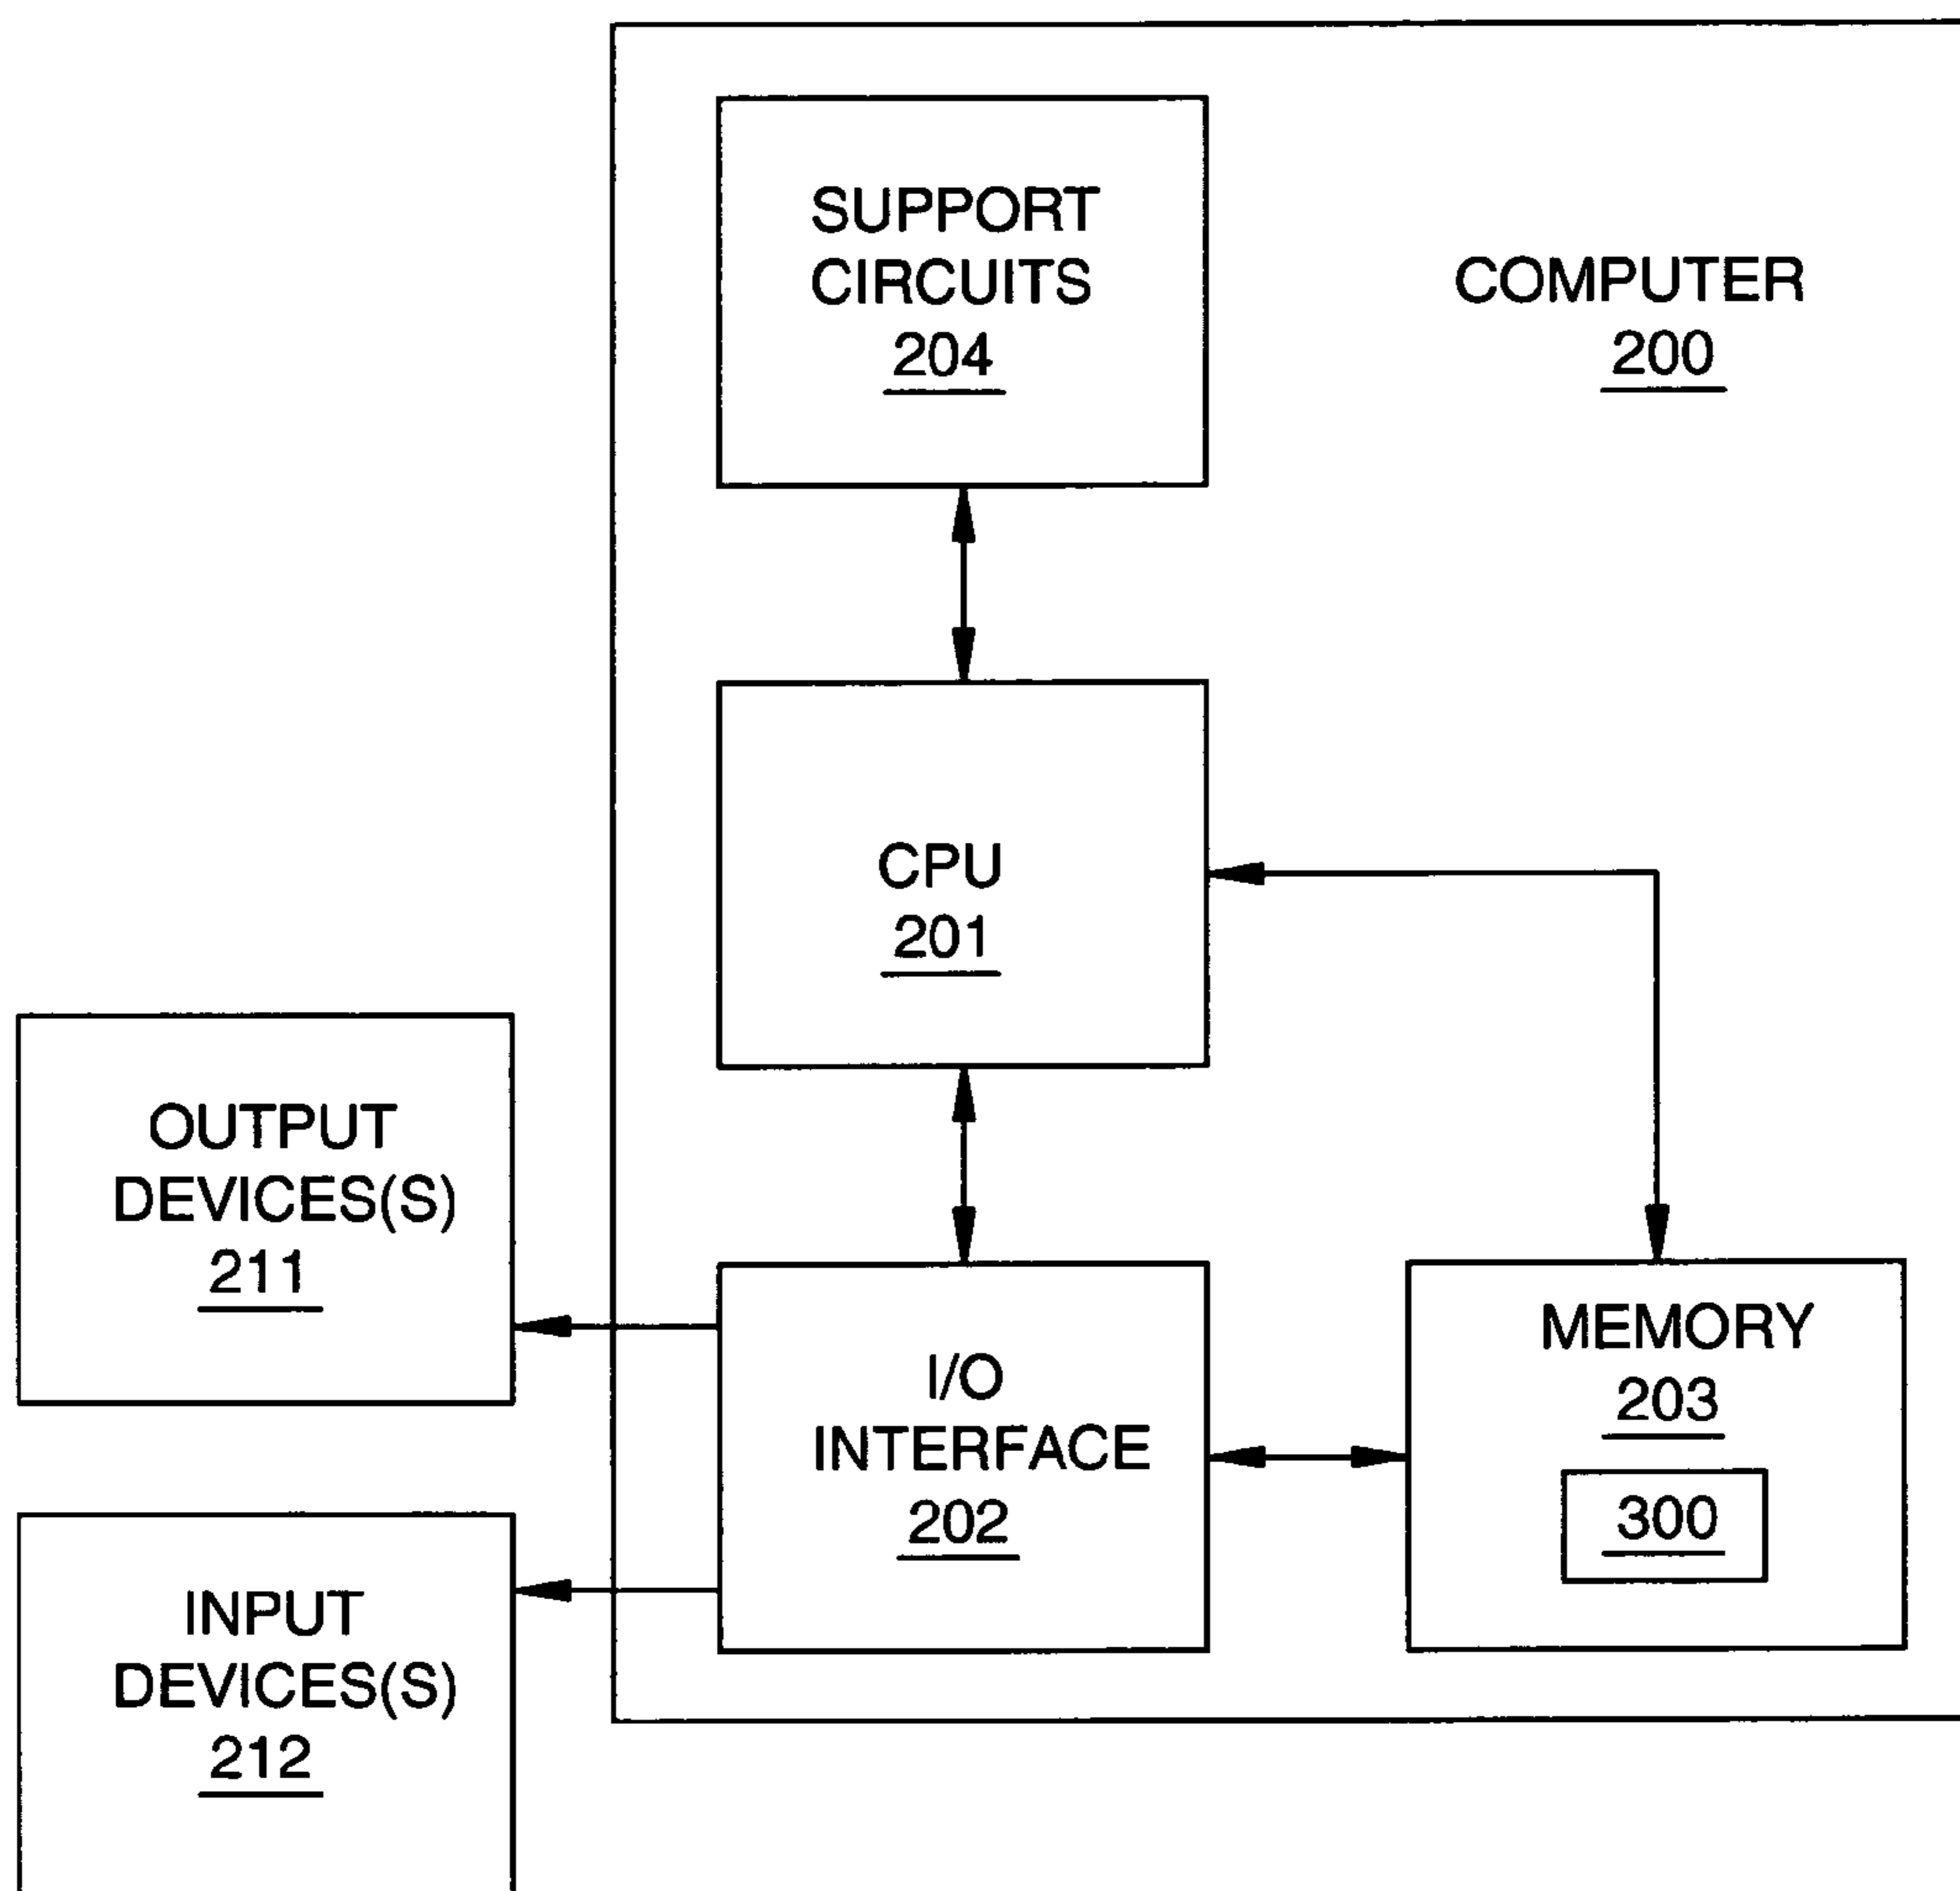 SUPPORT
CIRCUITS
204
COMPUTER
200
CPU
201
OUTPUT
DEVICES(S)
211
I/O
INTERFACE
202
MEMORY
203
300
INPUT
DEVICES(S)
212